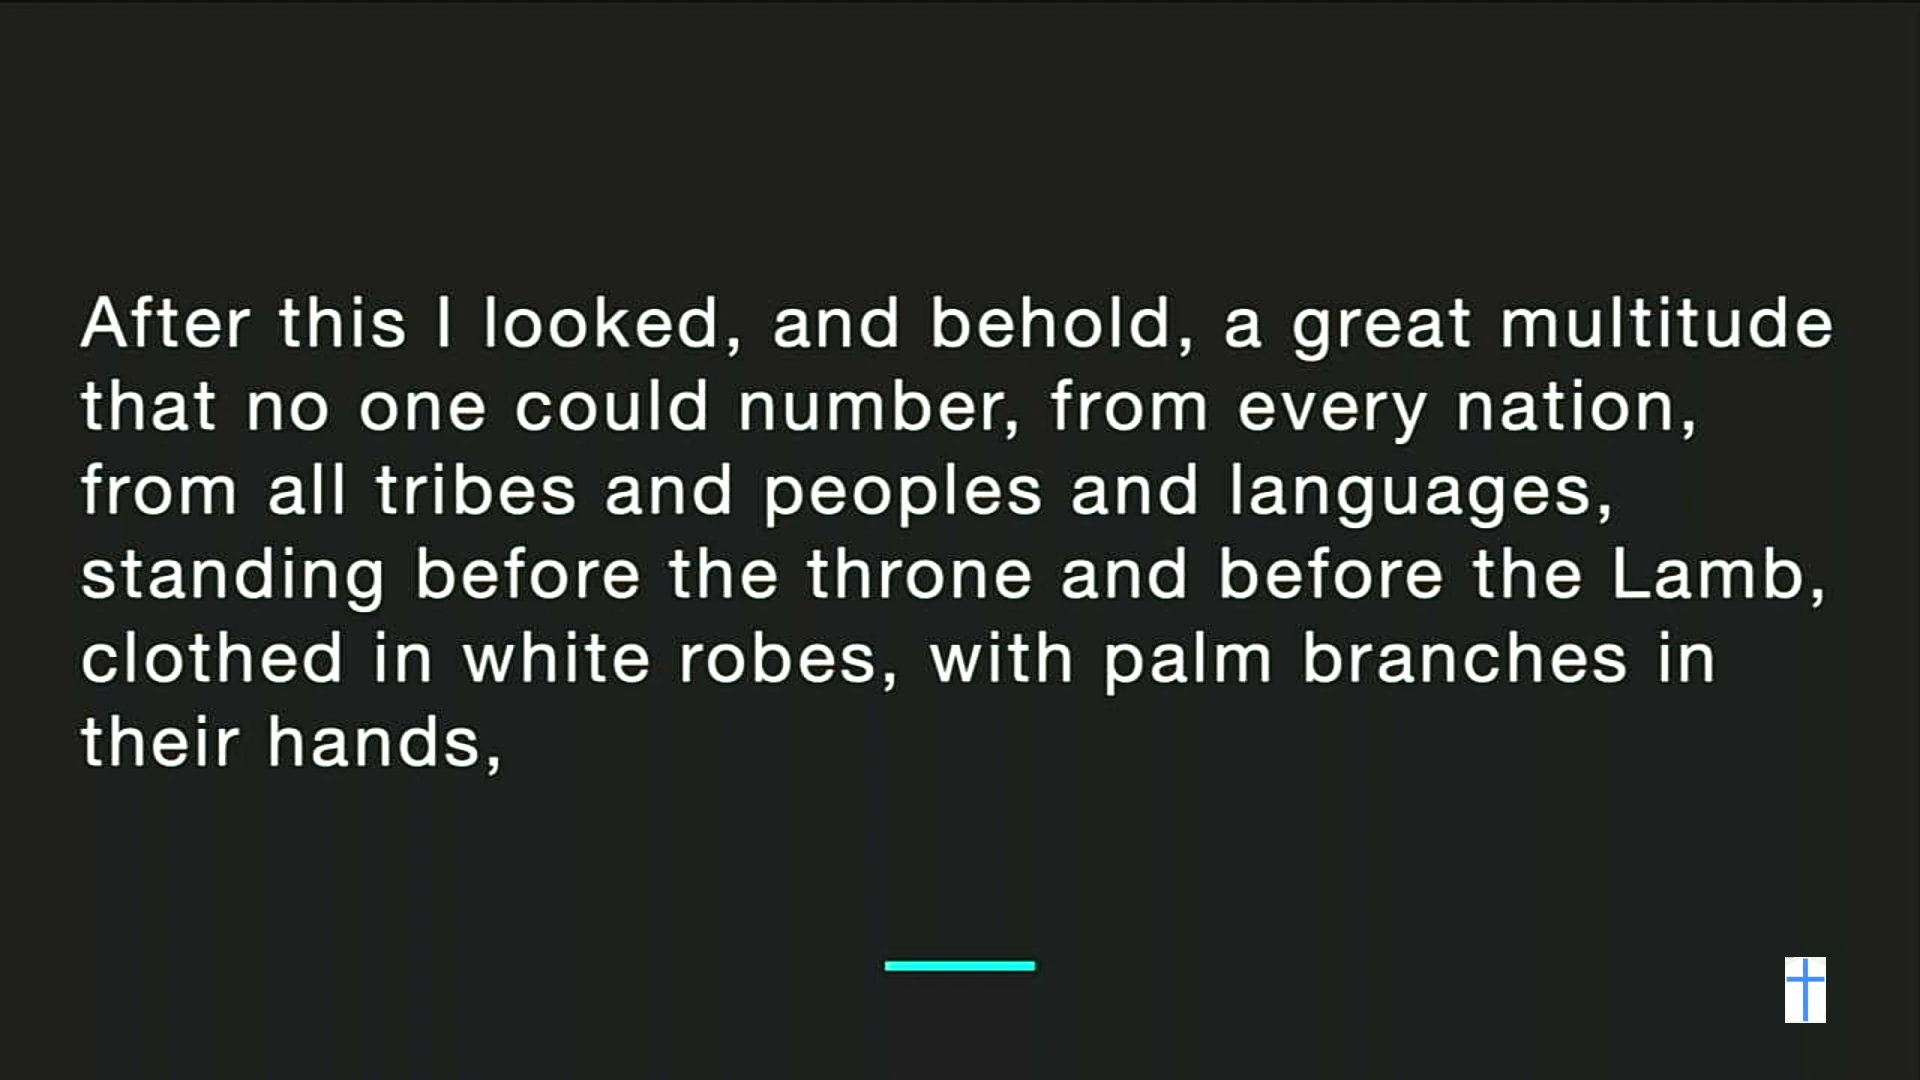 After this I looked, and behold, a great multitude
that no one could number, from every nation,
from all tribes and peoples and languages,
standing before the throne and before the Lamb,
clothed in white robes, with palm branches in
their hands,